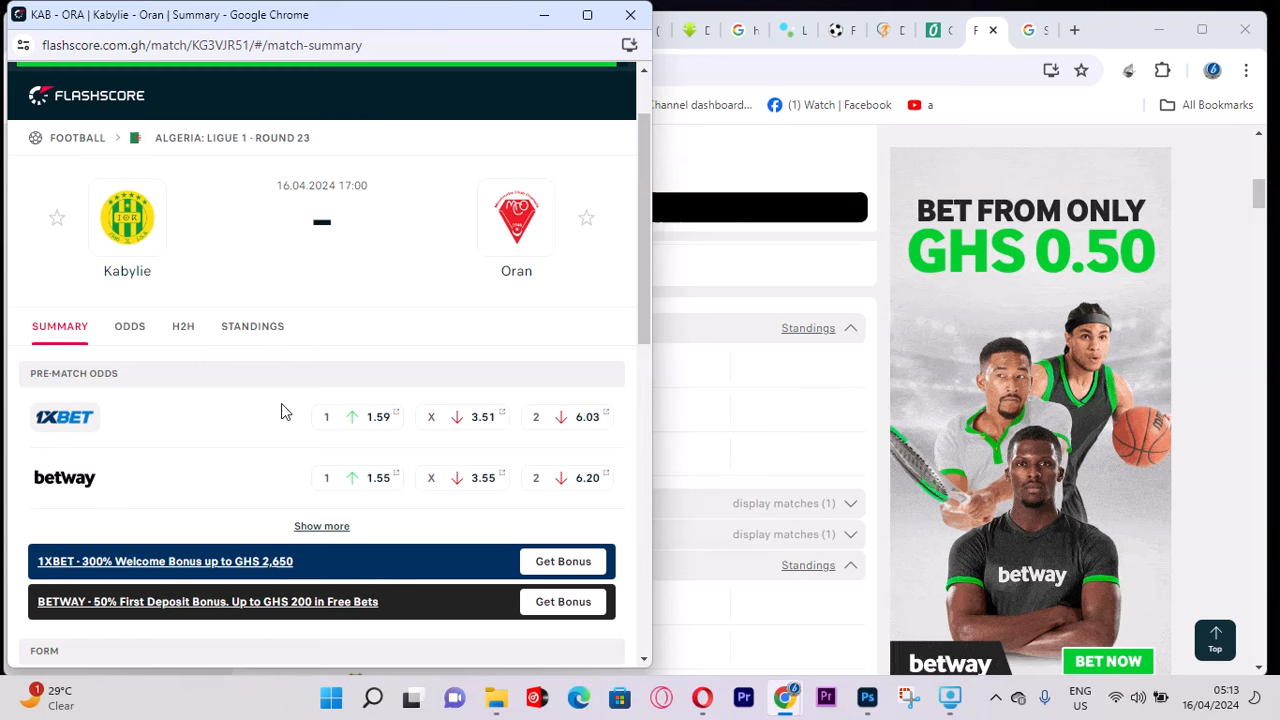 KAB - ORA | Kabylie - Oran | Summary - Google Chrome
flashscore.com.gh/match/KG3VJR51/#/match-summary
FLASHSCORE
FOOTBALL > ALGERIA: LIGUE 1 - ROUND 23
16.04.2024 17:00
-
Kabylie
Oran
SUMMARY ODDS H2H STANDINGS
PRE-MATCH ODDS
1XBET 1 1.59 X 3.51 2 6.03
betway 1 1.55 X 3.55 2 6.20
Show more
1XBET - 300% Welcome Bonus up to GHS 2,650 Get Bonus
BETWAY - 50% First Deposit Bonus. Up to GHS 200 in Free Bets Get Bonus
FORM
Channel dashboard...
(1) Watch | Facebook
a
All Bookmarks
Standings
display matches (1)
display matches (1)
Standings
BET FROM ONLY
GHS 0.50
betway
betway
BET NOW
Top
1
29°C
Clear
Pr
Pr
Ps
ENG
US
05:13
16/04/2024